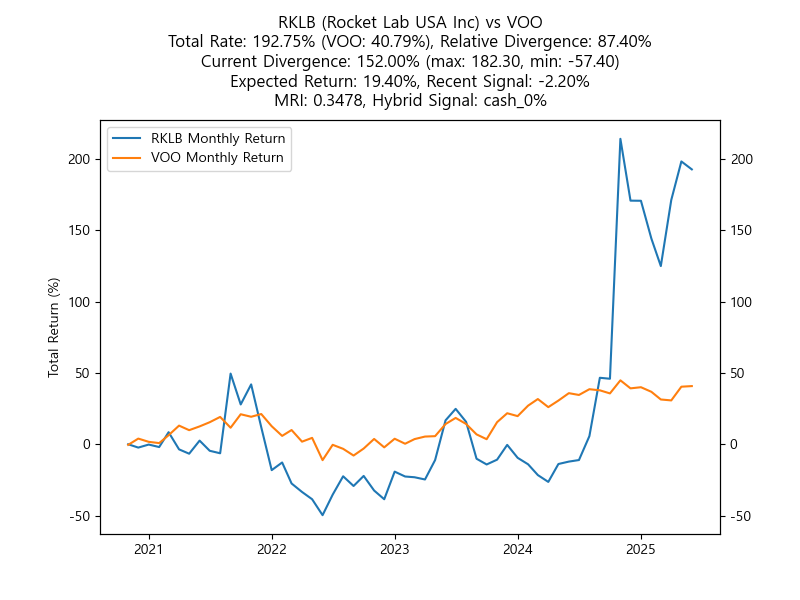 RKLB (Rocket Lab USA Inc) vs VOO
Total Rate: 192.75% (VOO: 40.79%), Relative Divergence: 87.40%
Current Divergence: 152.00% (max: 182.30, min: -57.40)
Expected Return: 19.40%, Recent Signal: -2.20%
MRI: 0.3478, Hybrid Signal: cash_0%
RKLB Monthly Return
VOO Monthly Return
Total Return (%)
200
150
100
50
0
-50
200
150
100
50
0
-50
2021 2022 2023 2024 2025